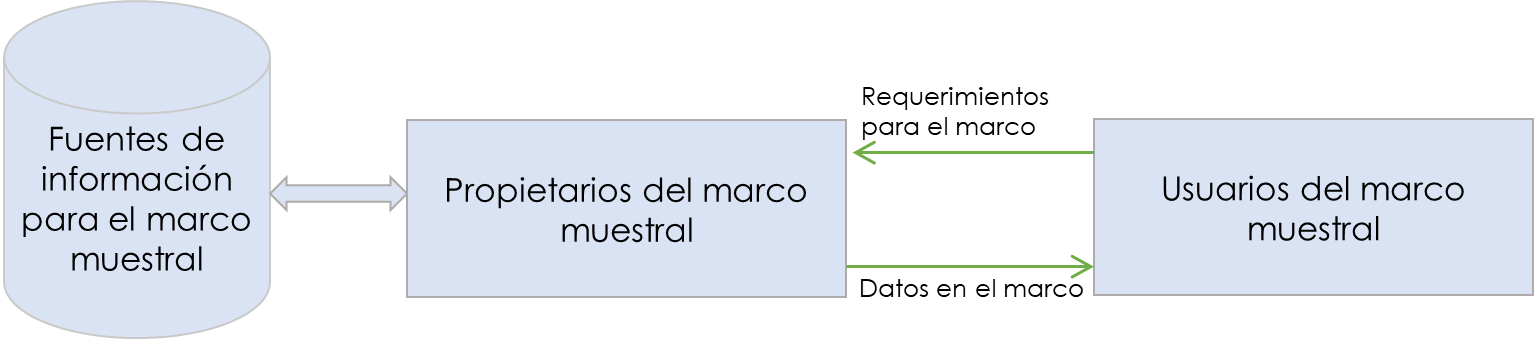 Fuentes de
información
para el marco
muestral
Propietarios del marco
muestral
Requerimientos
para el marco
Datos en el marco
Usuarios del marco
muestral